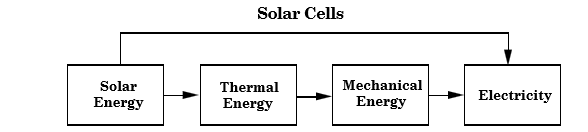 Solar Cells
Solar
Energy
Thermal
Energy
Mechanical
Energy
Electricity